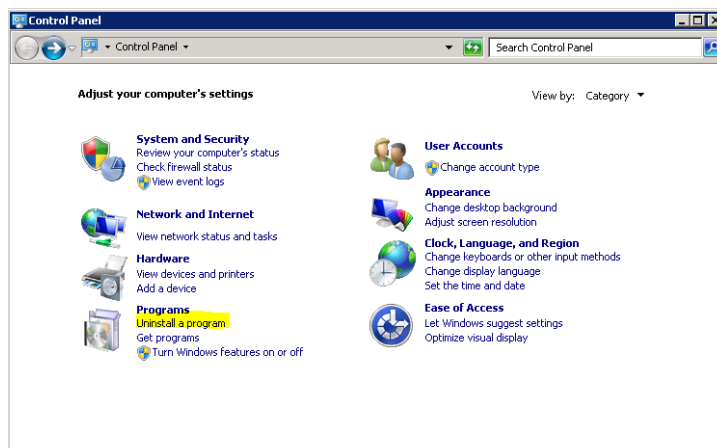 Control Panel
Control Panel
Search Control Panel
Adjust your computer's settings
View by: Category
System and Security
Review your computer's status
Check firewall status
View event logs
Network and Internet
View network status and tasks
Hardware
View devices and printers
Add a device
Programs
Uninstall a program
Get programs
Turn Windows features on or off
User Accounts
Change account type
Appearance
Change desktop background
Adjust screen resolution
Clock, Language, and Region
Change keyboards or other input methods
Change display language
Set the time and date
Ease of Access
Let Windows suggest settings
Optimize visual display